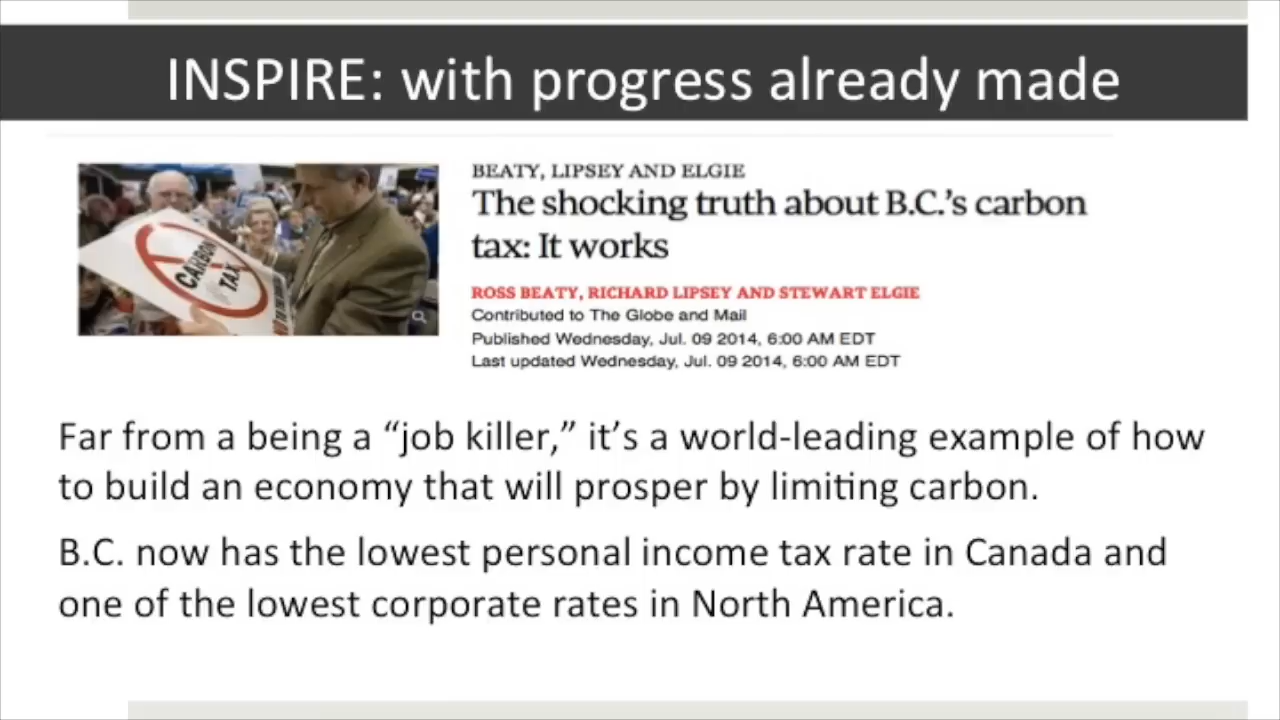 INSPIRE: with progress already made
CARBON
TAX
BEATY, LIPSEY AND ELGIE
The shocking truth about B.C.'s carbon
tax: It works
ROSS BEATY, RICHARD LIPSEY AND STEWART ELGIE
Contributed to The Globe and Mail
Published Wednesday, Jul. 09 2014, 6:00 AM EDT
Last updated Wednesday, Jul. 09 2014, 6:00 AM EDT
Far from a being a “job killer,” it’s a world-leading example of how
to build an economy that will prosper by limiting carbon.
B.C. now has the lowest personal income tax rate in Canada and
one of the lowest corporate rates in North America.